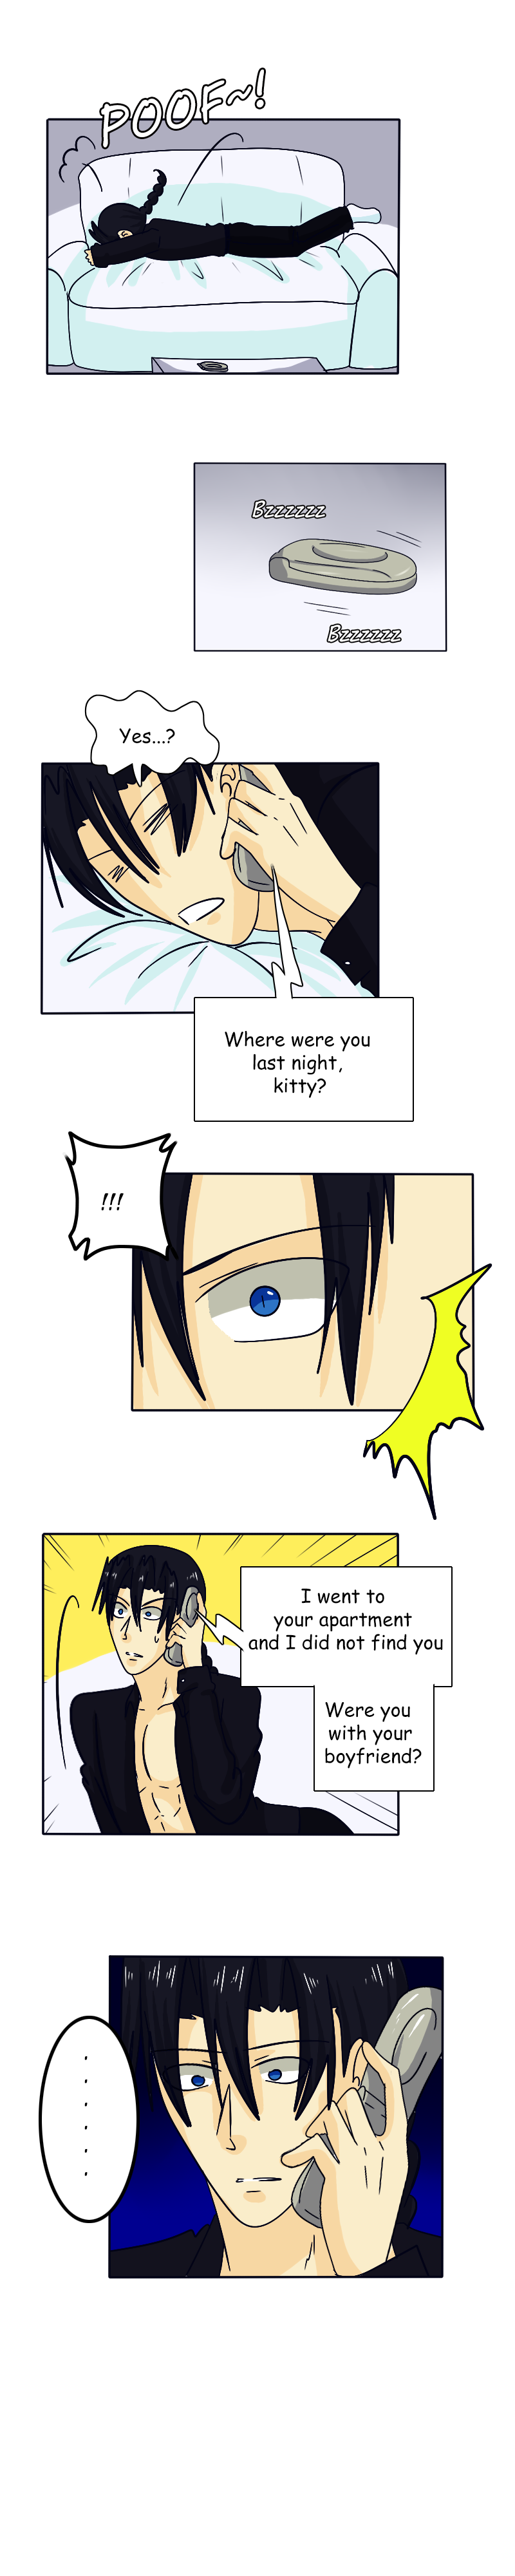 POOF~!
Bzzzzzz
Bzzzzzz
Yes...?
Where were you
last night,
kitty?
!!!
I went to
your apartment
and I did not find you
Were you
with your
boyfriend?
. . . . . .